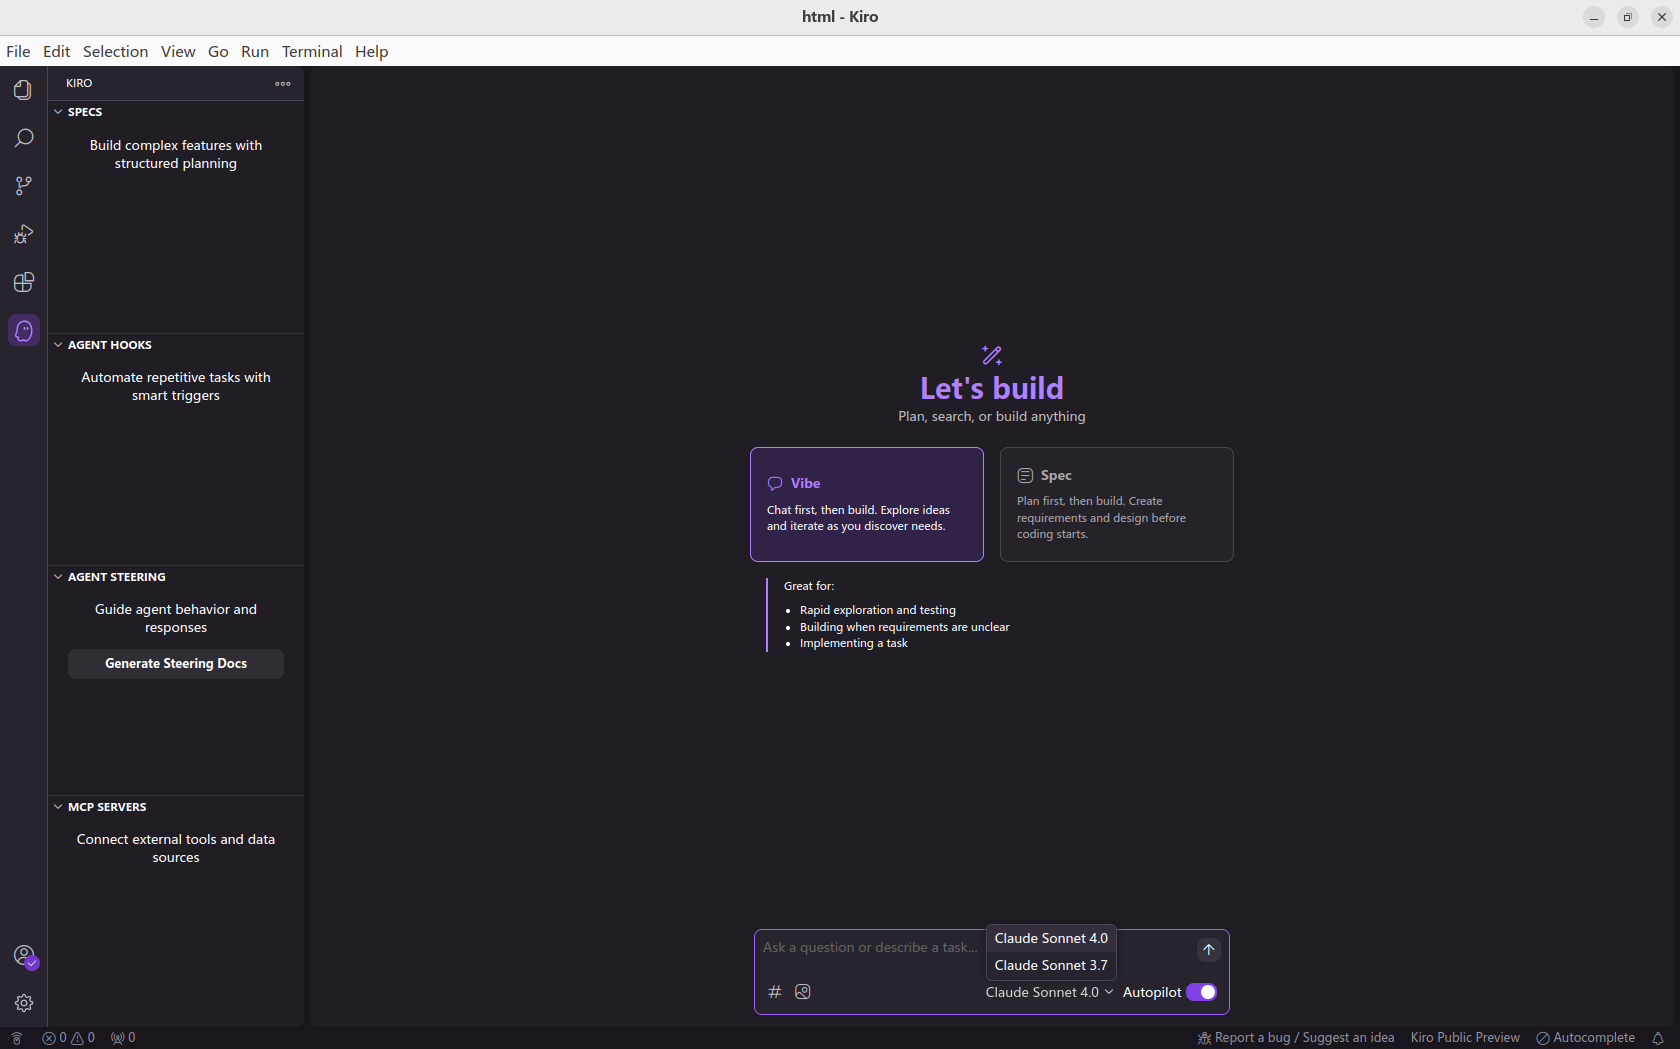 html - Kiro
File Edit Selection View Go Run Terminal Help
KIRO
SPECS
Build complex features with
structured planning
AGENT HOOKS
Automate repetitive tasks with
smart triggers
AGENT STEERING
Guide agent behavior and
responses
Generate Steering Docs
MCP SERVERS
Connect external tools and data
sources
Let's build
Plan, search, or build anything
Vibe
Chat first, then build. Explore ideas
and iterate as you discover needs.
Spec
Plan first, then build. Create
requirements and design before
coding starts.
Great for:
• Rapid exploration and testing
• Building when requirements are unclear
• Implementing a task
Ask a question or describe a task...
Claude Sonnet 4.0
Claude Sonnet 3.7
# Claude Sonnet 4.0 Autopilot
0 0 0 Report a bug / Suggest an idea Kiro Public Preview Autocomplete